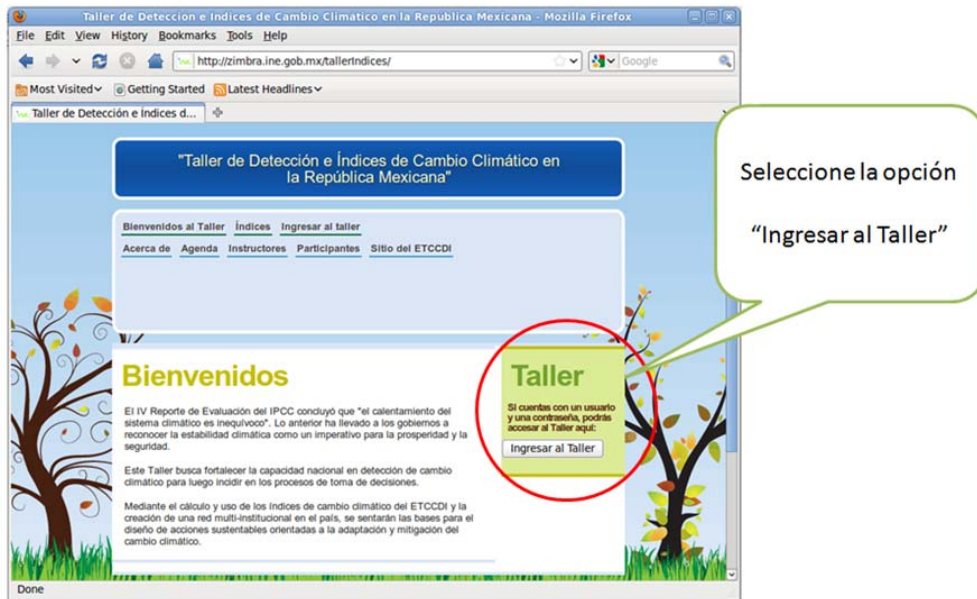 Taller de Detección e Indices de Cambio Climático en la Republica Mexicana - Mozilla Firefox
File Edit View History Bookmarks Tools Help
http://zimbra.ine.gob.mx/tallerIndices/
Google
Most Visited Getting Started Latest Headlines
Taller de Detección e Índices d...
"Taller de Detección e Índices de Cambio Climático en
la República Mexicana"
Bienvenidos al Taller Índices Ingresar al taller
Acerca de Agenda Instructores Participantes Sitio del ETCCDI
Seleccione la opción
“Ingresar al Taller”
Bienvenidos
El IV Reporte de Evaluación del IPCC concluyó que "el calentamiento del
sistema climático es inequívoco". Lo anterior ha llevado a los gobiernos a
reconocer la estabilidad climática como un imperativo para la prosperidad y la
seguridad.
Este Taller busca fortalecer la capacidad nacional en detección de cambio
climático para luego incidir en los procesos de toma de decisiones.
Mediante el cálculo y uso de los índices de cambio climático del ETCCDI y la
creación de una red multi-institucional en el país, se sentarán las bases para el
diseño de acciones sustentables orientadas a la adaptación y mitigación del
cambio climático.
Taller
Si cuentas con un usuario
y una contraseña, podrás
accesar al Taller aquí:
Ingresar al Taller
Done